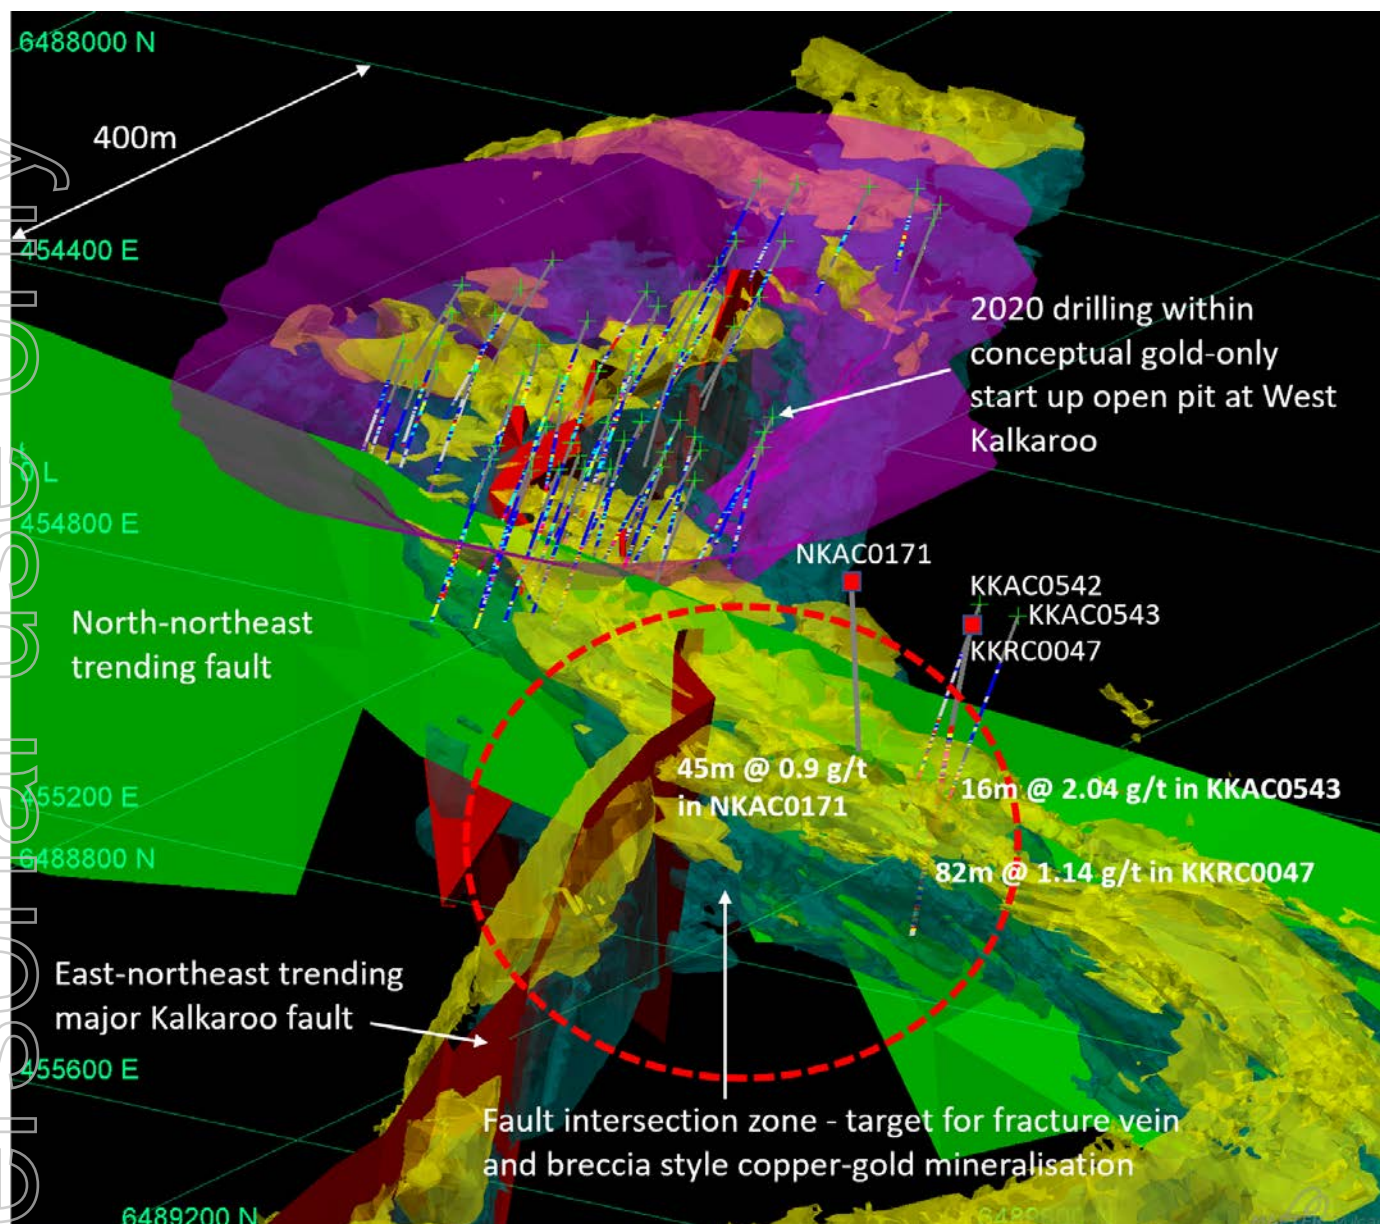 6488000 N
400m
454400 E
2020 drilling within
conceptual gold-only
start up open pit at West
Kalkaroo
0 L
454800 E
NKAC0171
KKAC0542
KKAC0543
KKRC0047
North-northeast
trending fault
45m @ 0.9 g/t
in NKAC0171
16m @ 2.04 g/t in KKAC0543
455200 E
6488800 N
82m @ 1.14 g/t in KKRC0047
East-northeast trending
major Kalkaroo fault
455600 E
Fault intersection zone - target for fracture vein
and breccia style copper-gold mineralisation
6489200 N